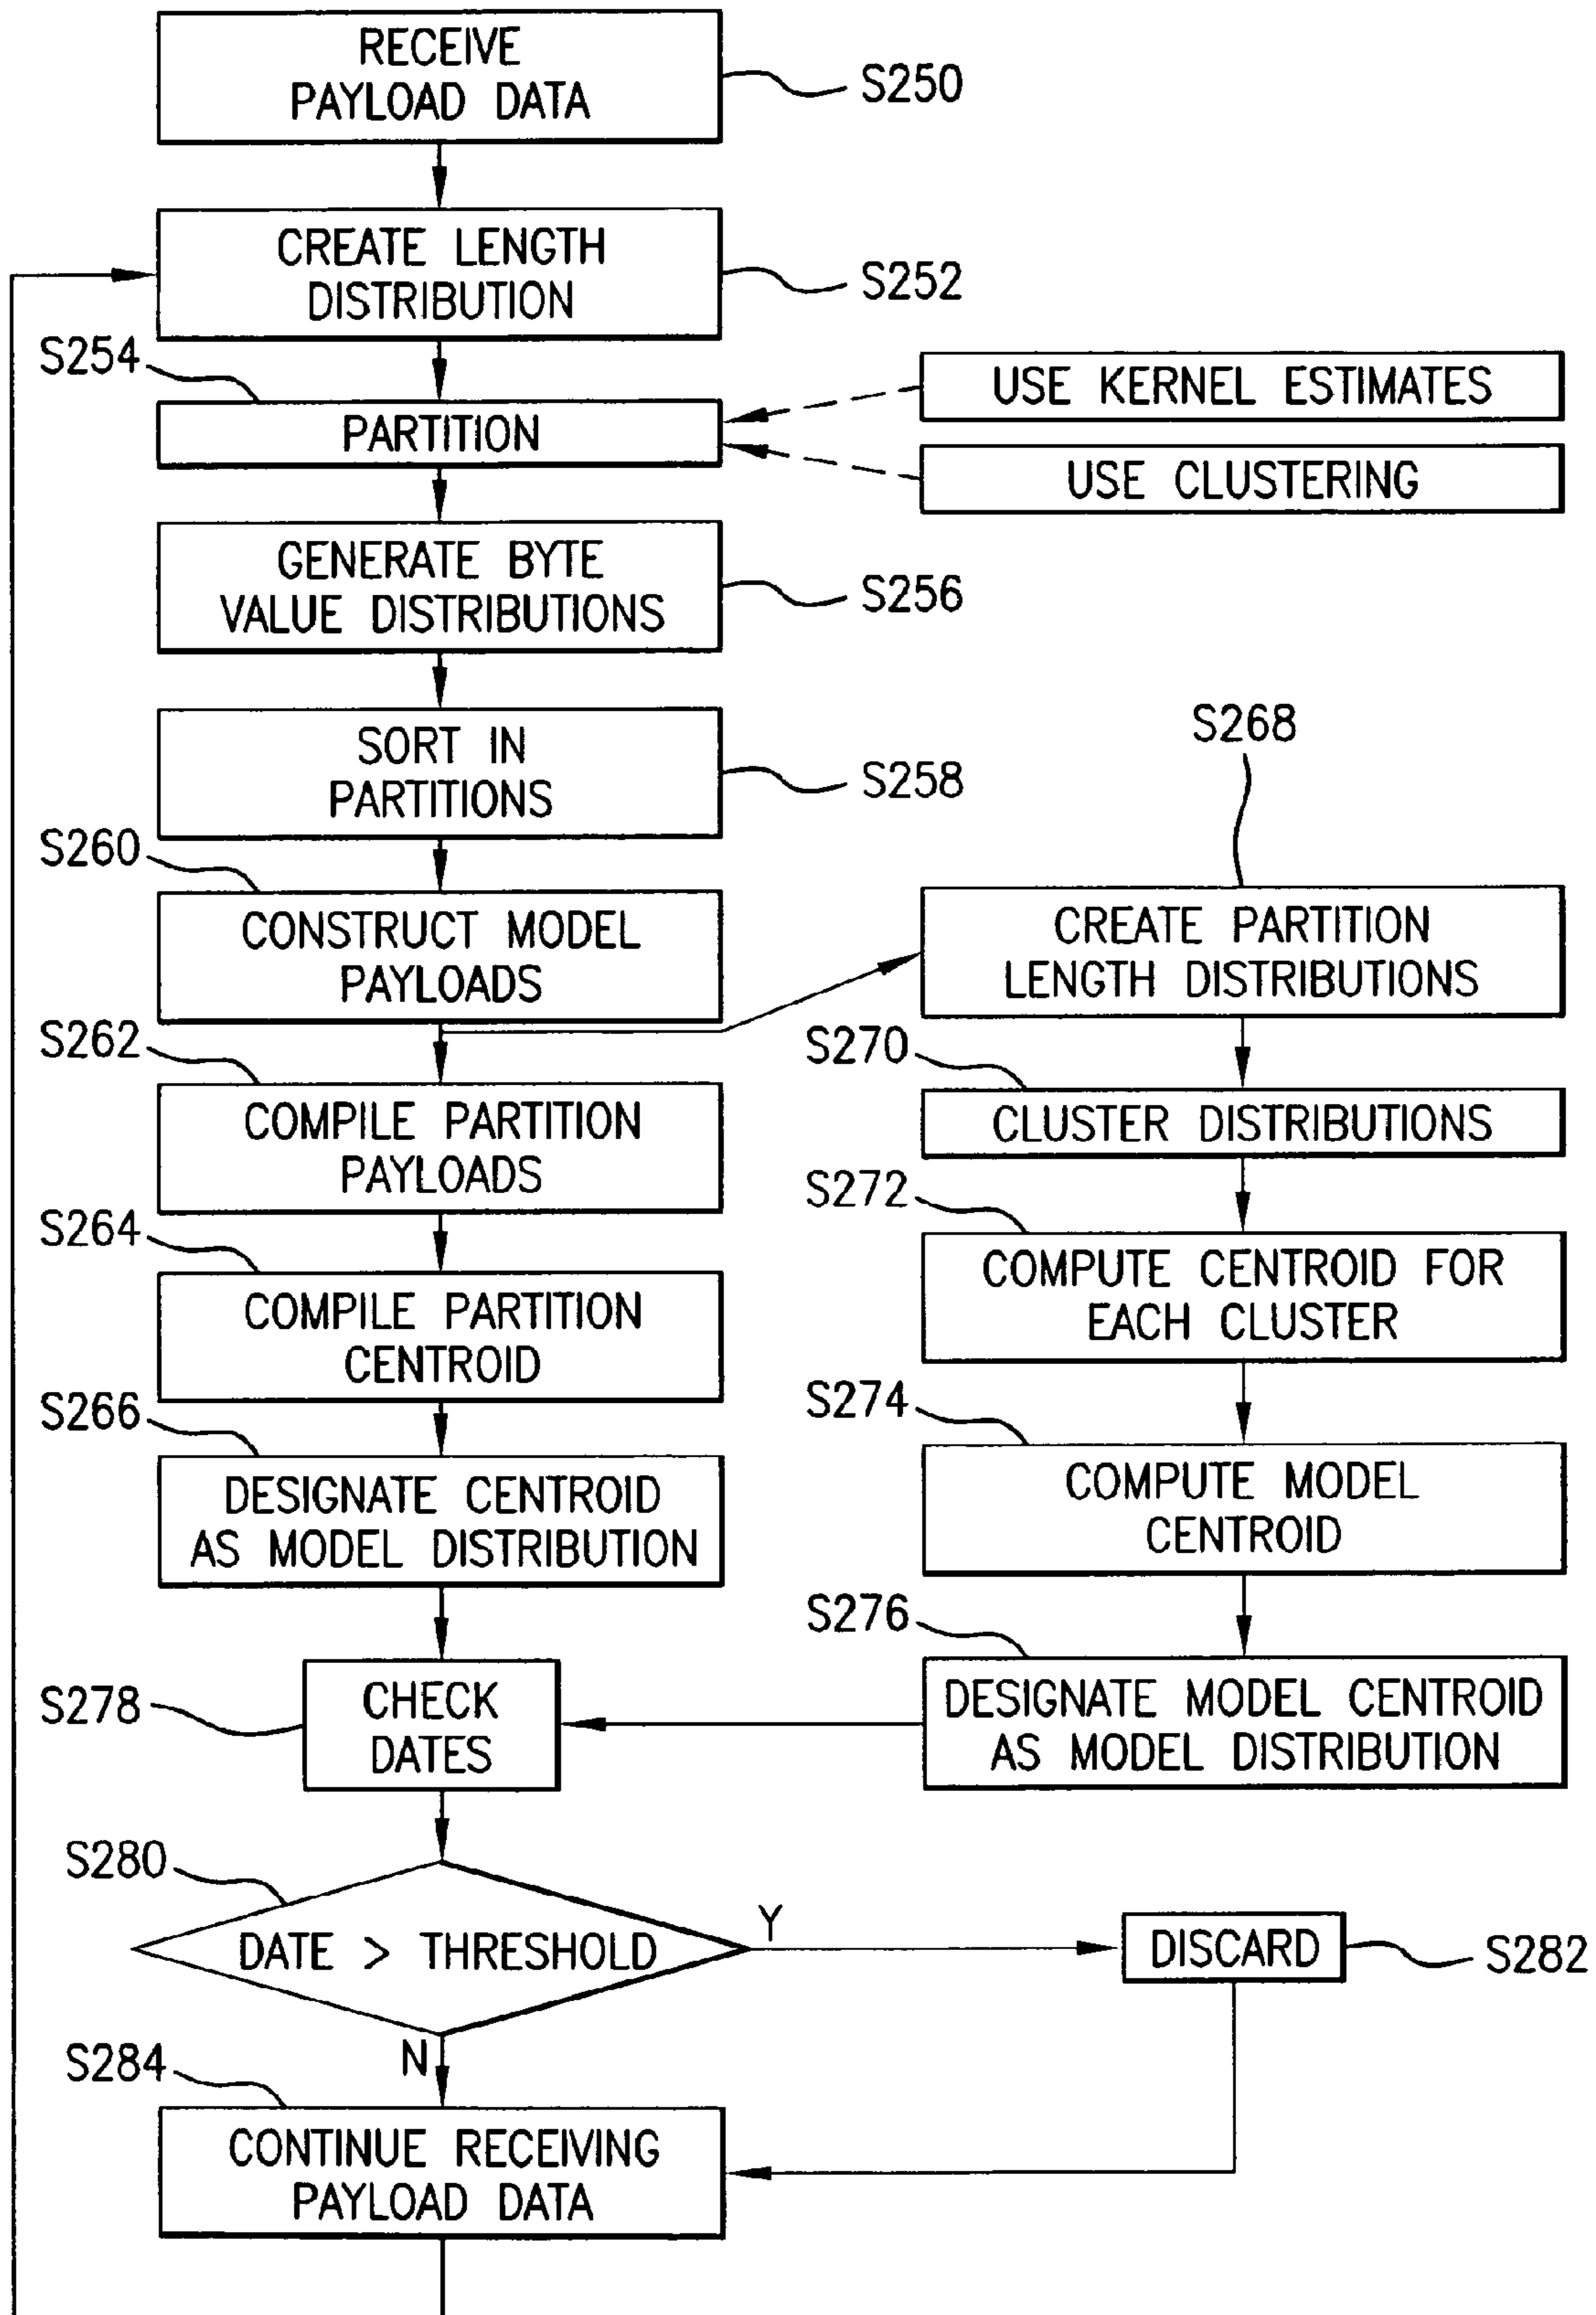 RECEIVE
PAYLOAD DATA
S250
CREATE LENGTH
DISTRIBUTION
S252
S254
PARTITION
USE KERNEL ESTIMATES
USE CLUSTERING
GENERATE BYTE
VALUE DISTRIBUTIONS
S256
SORT IN
PARTITIONS
S258
S260
CONSTRUCT MODEL
PAYLOADS
S262
COMPILE PARTITION
PAYLOADS
S264
COMPILE PARTITION
CENTROID
S266
DESIGNATE CENTROID
AS MODEL DISTRIBUTION
S268
CREATE PARTITION
LENGTH DISTRIBUTIONS
S270
CLUSTER DISTRIBUTIONS
S272
COMPUTE CENTROID FOR
EACH CLUSTER
S274
COMPUTE MODEL
CENTROID
S276
DESIGNATE MODEL CENTROID
AS MODEL DISTRIBUTION
S278
CHECK
DATES
S280
DATE > THRESHOLD
Y
DISCARD
S282
N
S284
CONTINUE RECEIVING
PAYLOAD DATA